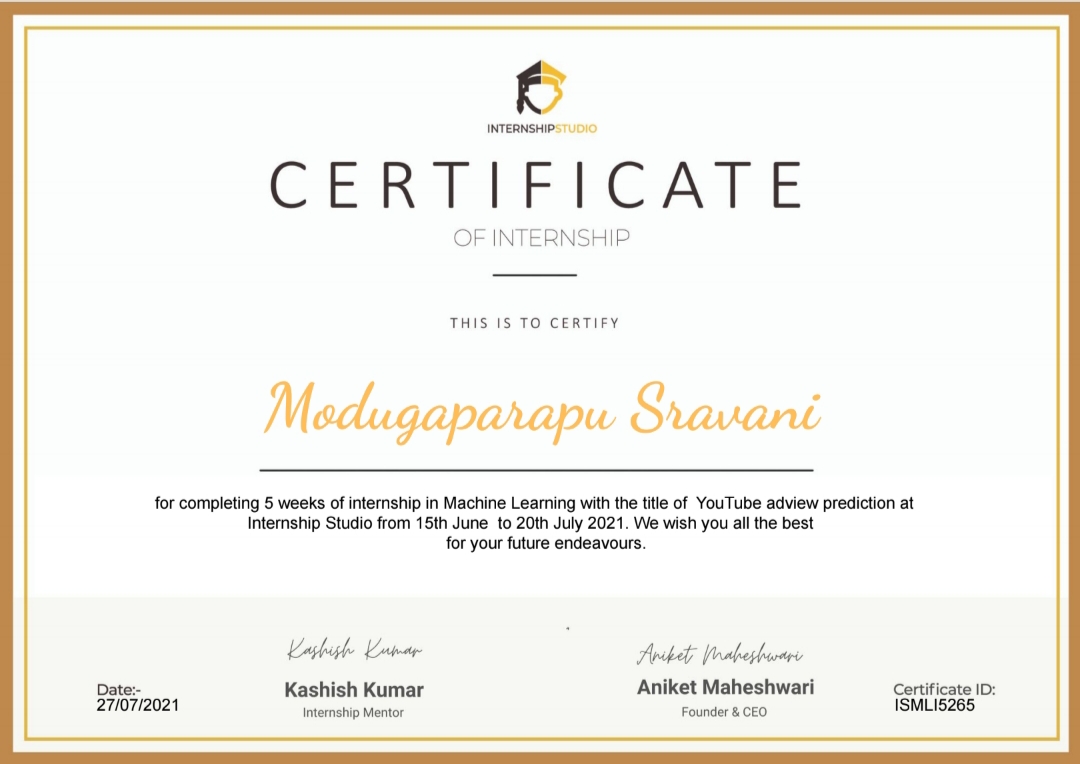 INTERNSHIPSTUDIO
CERTIFICATE
OF INTERNSHIP
THIS IS TO CERTIFY
Modugaparapu Sravani
for completing 5 weeks of internship in Machine Learning with the title of  YouTube adview prediction at
Internship Studio from 15th June  to 20th July 2021. We wish you all the best
for your future endeavours.
Kashish Kumar
Aniket Maheshwari
Kashish Kumar
Aniket Maheshwari
Internship Mentor
Founder & CEO
Date:-
27/07/2021
Certificate ID:
ISMLI5265